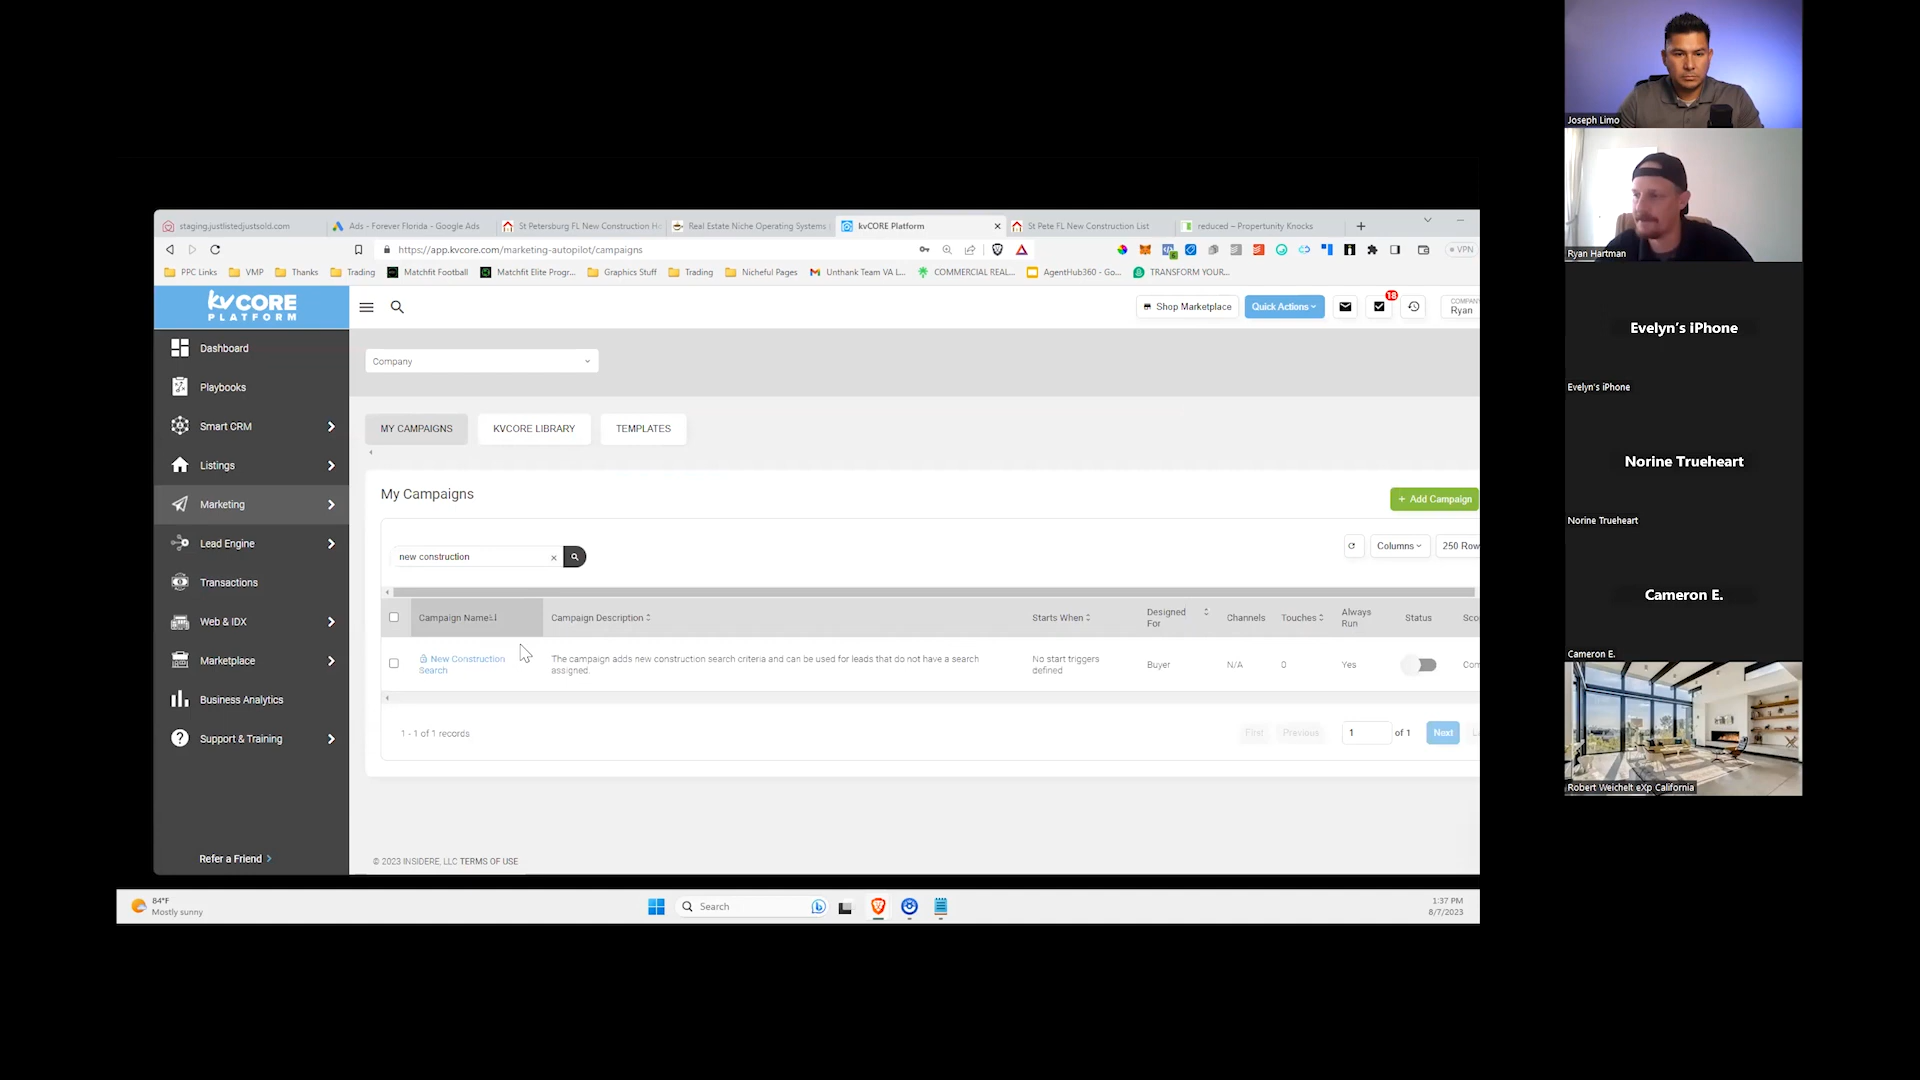 staging.justlistedjustsold.com
Ads - Forever Florida - Google Ads
St Petersburg FL New Construction Ho
Real Estate Niche Operating Systems
kvCORE Platform
St Pete FL New Construction List
reduced – Propertunity Knocks
https://app.kvcore.com/marketing-autopilot/campaigns
VPN
PPC Links
VMP
Thanks
Trading
Matchfit Football
Matchfit Elite Progr...
Graphics Stuff
Trading
Nicheful Pages
Unthank Team VA L...
COMMERCIAL REAL...
AgentHub360 - Go...
TRANSFORM YOUR...
kvCORE
PLATFORM
Shop Marketplace
Quick Actions
18
COMPANY
Ryan
Dashboard
Playbooks
Smart CRM
Listings
Marketing
Lead Engine
Transactions
Web & IDX
Marketplace
Business Analytics
Support & Training
Refer a Friend
Company
MY CAMPAIGNS
KVCORE LIBRARY
TEMPLATES
My Campaigns
+ Add Campaign
new construction
Columns
250 Row
Campaign Name
Campaign Description
Starts When
Designed
For
Channels
Touches
Always
Run
Status
Sco
New Construction
Search
The campaign adds new construction search criteria and can be used for leads that do not have a search
assigned.
No start triggers
defined
Buyer
N/A
0
Yes
Com
1 - 1 of 1 records
First
Previous
1
of 1
Next
© 2023 INSIDERE, LLC TERMS OF USE
84°F
Mostly sunny
Search
1:37 PM
8/7/2023
Joseph Limo
Ryan Hartman
Evelyn's iPhone
Evelyn's iPhone
Norine Trueheart
Norine Trueheart
Cameron E.
Cameron E.
Robert Weichelt eXp California